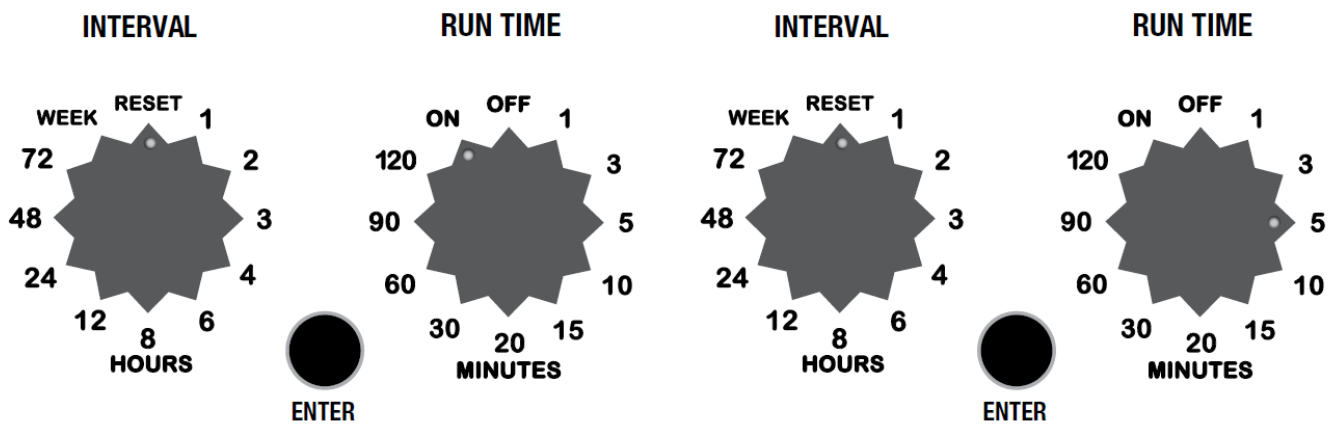 INTERVAL RUN TIME INTERVAL RUN TIME
RESET OFF RESET OFF
WEEK 1 ON 1 WEEK 1 ON 1
72 2 120 3 72 2 120 3
48 3 90 5 48 3 90 5
24 4 60 10 24 4 60 10
12 6 30 15 12 6 30 15
8 20 8 20
HOURS MINUTES HOURS MINUTES
ENTER ENTER